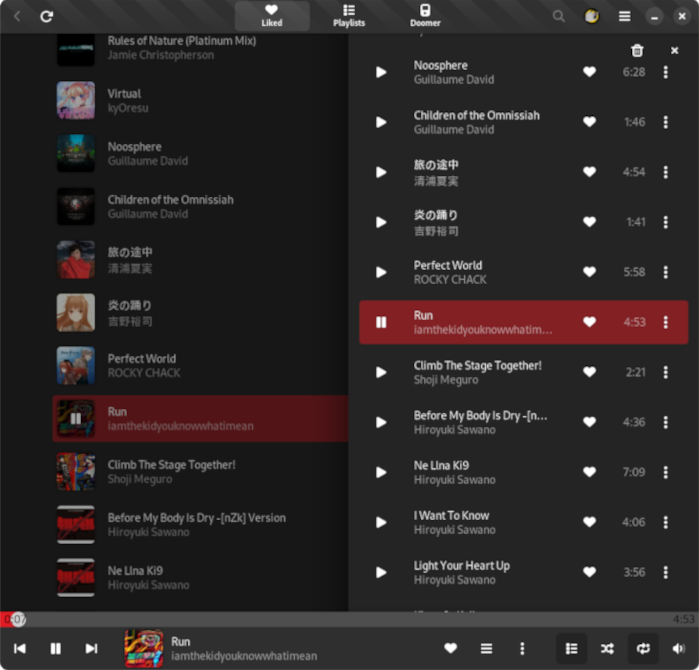 Liked
Playlists
Doomer
Rules of Nature (Platinum Mix)
Jamie Christopherson
Virtual
kyOresu
Noosphere
Guillaume David
Children of the Omnissiah
Guillaume David
旅の途中
清浦夏実
炎の踊り
吉野裕司
Perfect World
ROCKY CHACK
Run
iamthekidyouknowwhatimean
Climb The Stage Together!
Shoji Meguro
Before My Body Is Dry -[nZk] Version
Hiroyuki Sawano
Ne LIna Ki9
Hiroyuki Sawano
Noosphere
Guillaume David
6:28
Children of the Omnissiah
Guillaume David
1:46
旅の途中
清浦夏実
4:54
炎の踊り
吉野裕司
1:41
Perfect World
ROCKY CHACK
5:58
Run
iamthekidyouknowwhatim...
4:53
Climb The Stage Together!
Shoji Meguro
2:21
Before My Body Is Dry -[n...
Hiroyuki Sawano
4:36
Ne LIna Ki9
Hiroyuki Sawano
7:09
I Want To Know
Hiroyuki Sawano
4:06
Light Your Heart Up
Hiroyuki Sawano
3:56
0:07
4:53
Run
iamthekidyouknowwhatimean